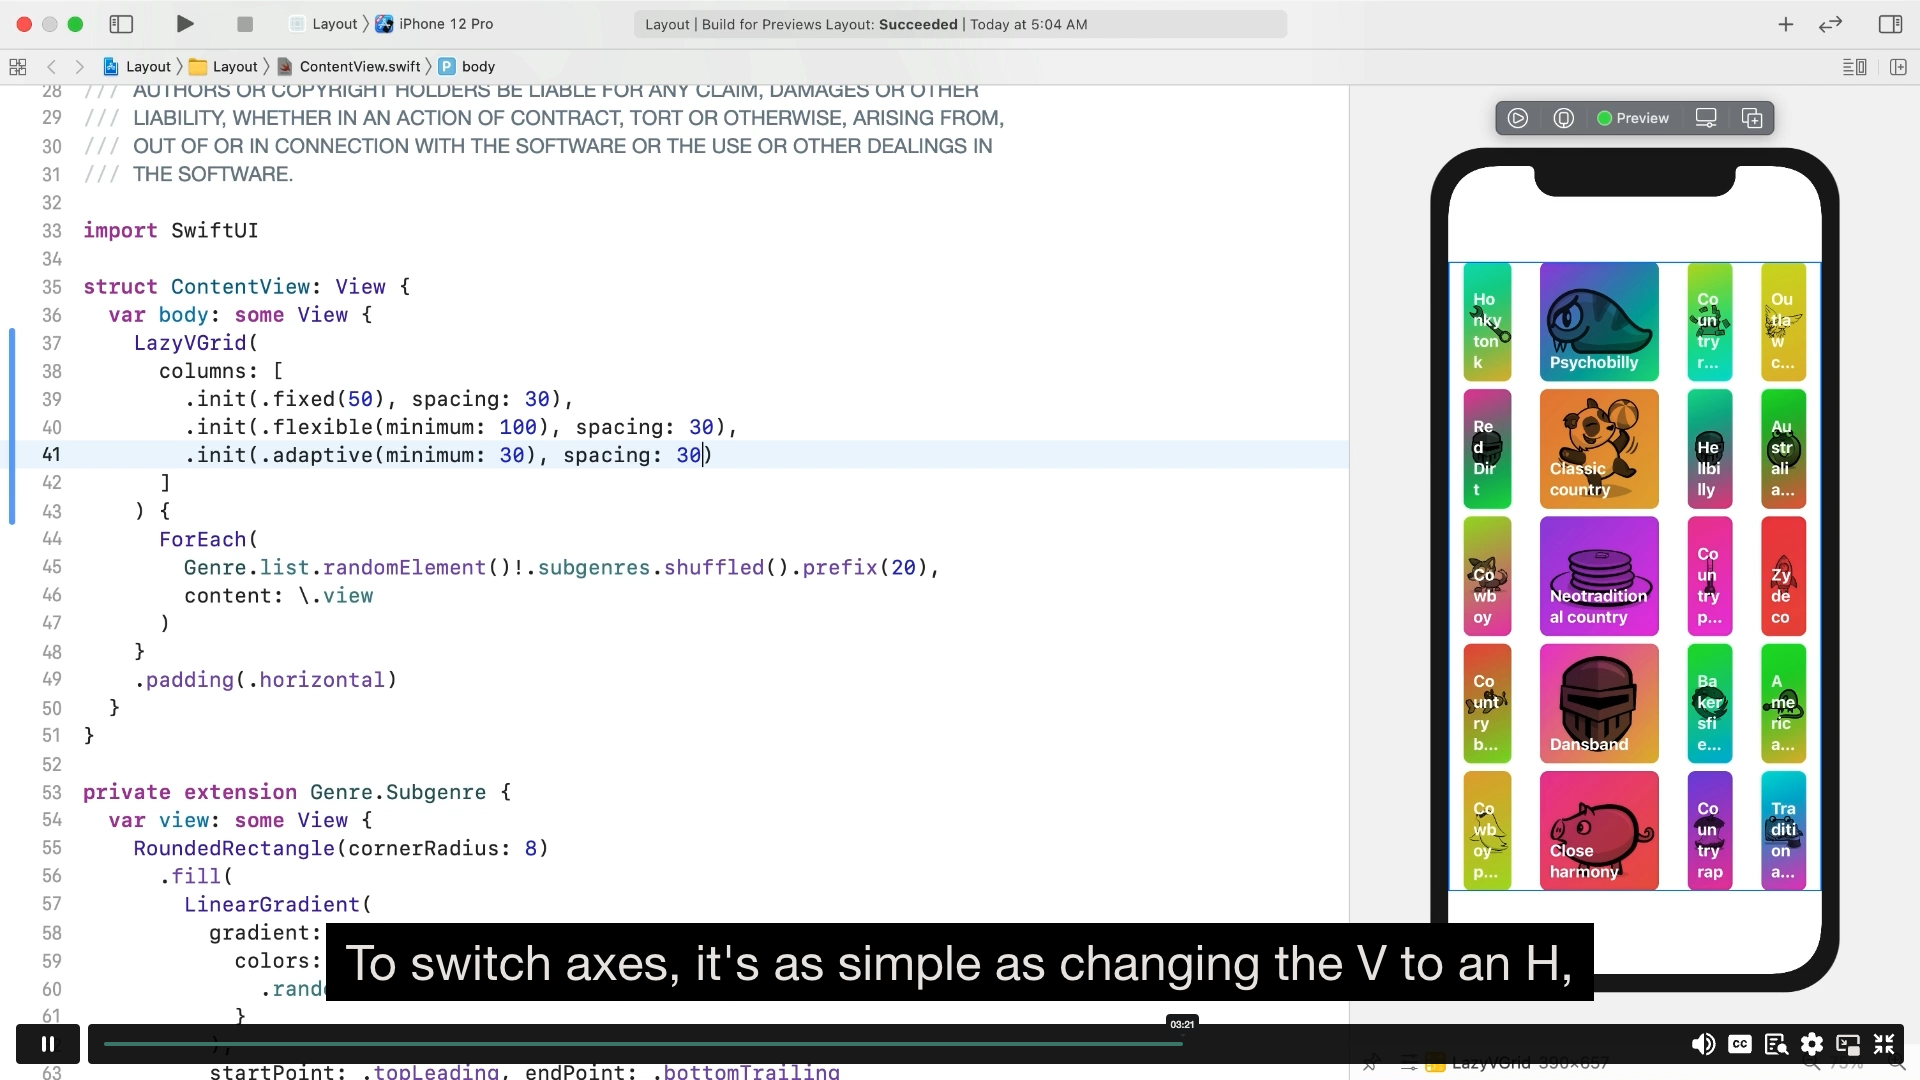 Layout 〉 iPhone 12 Pro
Layout | Build for Previews Layout: Succeeded | Today at 5:04 AM
Layout 〉 Layout 〉 ContentView.swift 〉 P body
28 /// AUTHORS OR COPYRIGHT HOLDERS BE LIABLE FOR ANY CLAIM, DAMAGES OR OTHER
29 /// LIABILITY, WHETHER IN AN ACTION OF CONTRACT, TORT OR OTHERWISE, ARISING FROM,
30 /// OUT OF OR IN CONNECTION WITH THE SOFTWARE OR THE USE OR OTHER DEALINGS IN
31 /// THE SOFTWARE.
32
33 import SwiftUI
34
35 struct ContentView: View {
36 var body: some View {
37 LazyVGrid(
38 columns: [
39 .init(.fixed(50), spacing: 30),
40 .init(.flexible(minimum: 100), spacing: 30),
41 .init(.adaptive(minimum: 30), spacing: 30)
42 ]
43 ) {
44 ForEach(
45 Genre.list.randomElement()!.subgenres.shuffled().prefix(20),
46 content: \.view
47 )
48 }
49 .padding(.horizontal)
50 }
51 }
52
53 private extension Genre.Subgenre {
54 var view: some View {
55 RoundedRectangle(cornerRadius: 8)
56 .fill(
57 LinearGradient(
58 gradient:
59 colors:
60 .rand
61 }
),
63 startPoint: .topLeading, endPoint: .bottomTrailing
Preview
Ho
nky
ton
k
Psychobilly
Co
un
try
r...
Ou
tla
w
c...
Re
d
Dir
t
Classic
country
He
llbi
lly
Au
str
ali
a...
Co
wb
oy
Neotradition
al country
Co
un
try
p...
Zy
de
co
Co
unt
ry
b...
Dansband
Ba
ker
sfi
e...
A
me
ric
a...
Co
wb
oy
p...
Close
harmony
Co
un
try
rap
Tra
diti
on
a...
To switch axes, it's as simple as changing the V to an H,
03:21
CC
LazyVGrid 390×657
75%